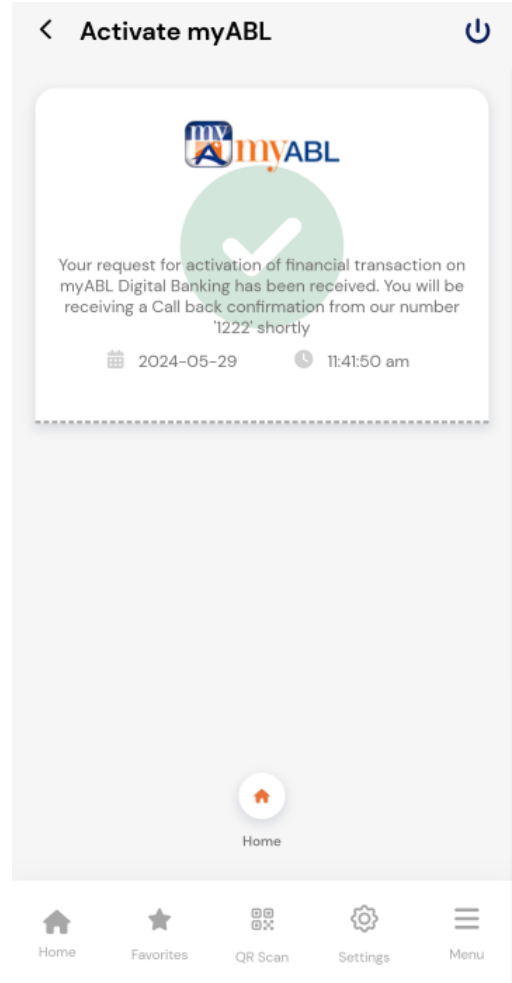 Activate myABL
my
A
myABL
Your request for activation of financial transaction on
myABL Digital Banking has been received. You will be
receiving a Call back confirmation from our number
'1222' shortly
2024-05-29 11:41:50 am
Home
Home Favorites QR Scan Settings Menu